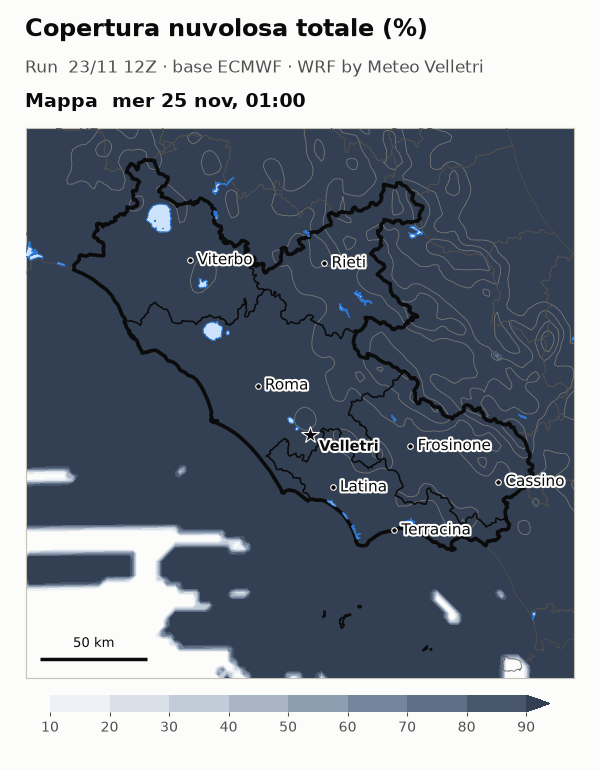 Copertura nuvolosa totale (%)
Run 23/11 12Z · base ECMWF · WRF by Meteo Velletri
Mappa mer 25 nov, 01:00
Viterbo
Rieti
Roma
Velletri
Frosinone
Cassino
Latina
Terracina
50 km
10 20 30 40 50 60 70 80 90